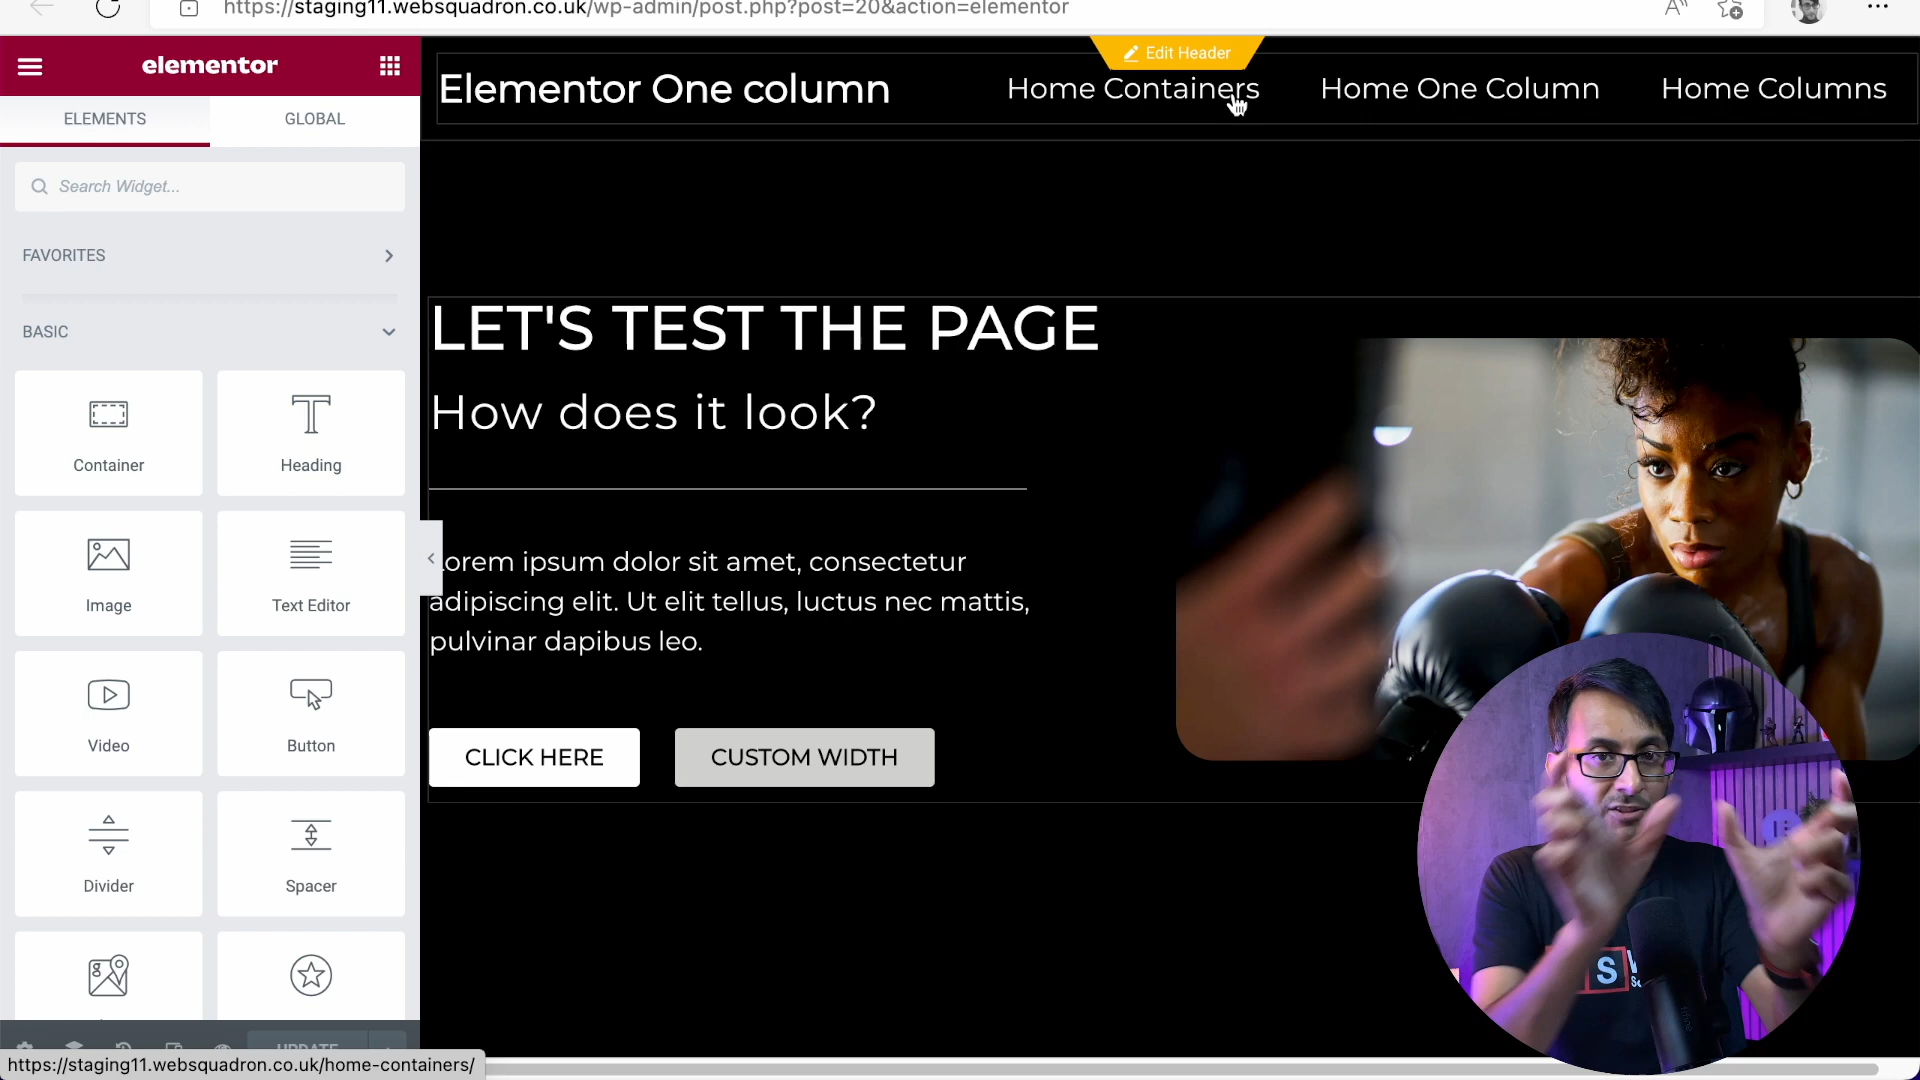 https://staging11.websquadron.co.uk/wp-admin/post.php?post=20&action=elementor
elementor
Edit Header
Elementor One column
Home Containers
Home One Column
Home Columns
ELEMENTS
GLOBAL
Search Widget...
FAVORITES
BASIC
Container
Heading
Image
Text Editor
Video
Button
Divider
Spacer
UPDATE
https://staging11.websquadron.co.uk/home-containers/
LET'S TEST THE PAGE
How does it look?
Lorem ipsum dolor sit amet, consectetur
adipiscing elit. Ut elit tellus, luctus nec mattis,
pulvinar dapibus leo.
CLICK HERE
CUSTOM WIDTH
S